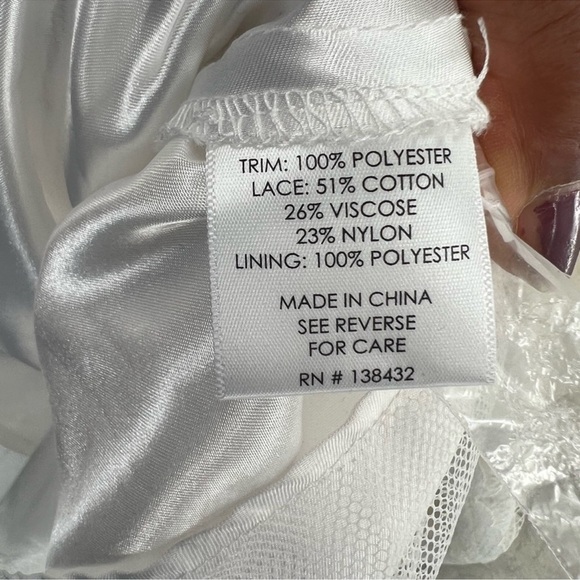 TRIM: 100% POLYESTER
LACE: 51% COTTON
26% VISCOSE
23% NYLON
LINING: 100% POLYESTER
MADE IN CHINA
SEE REVERSE
FOR CARE
RN # 138432